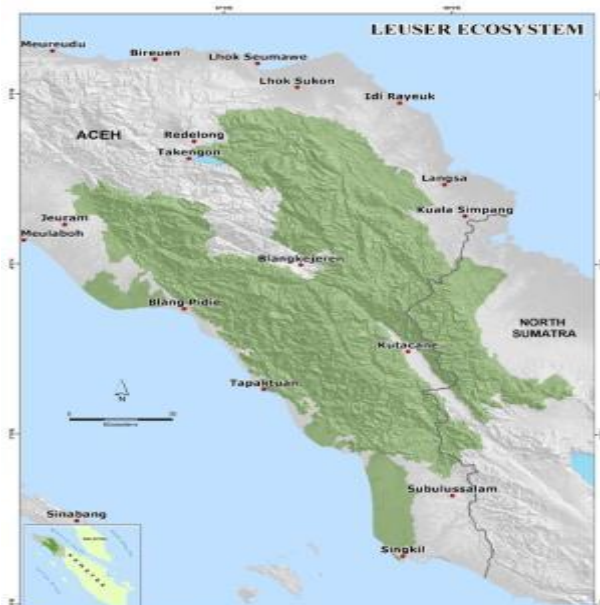 LEUSER ECOSYSTEM
Meureudu
Bireuen
Lhok Seumawe
Lhok Sukon
Idi Rayeuk
ACEH
Redelong
Takengon
Langsa
Kuala Simpang
Jeuram
Meulaboh
Blangkejeren
Blang Pidie
NORTH
SUMATRA
Kutacane
Tapaktuan
N
Subulussalam
Sinabang
Singkil